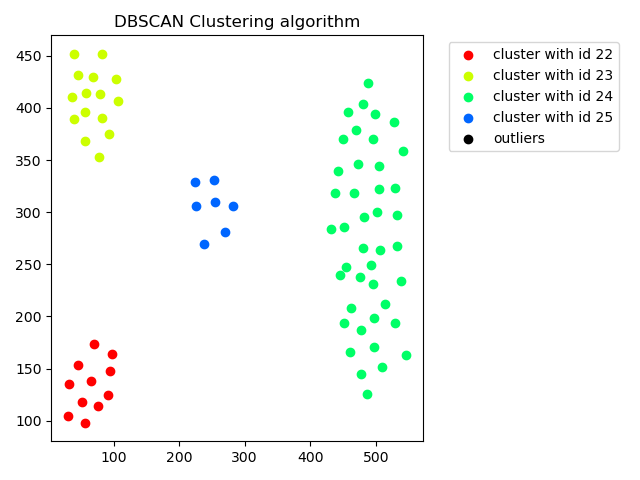 DBSCAN Clustering algorithm
450
400
350
300
250
200
150
100
100 200 300 400 500
cluster with id 22
cluster with id 23
cluster with id 24
cluster with id 25
outliers